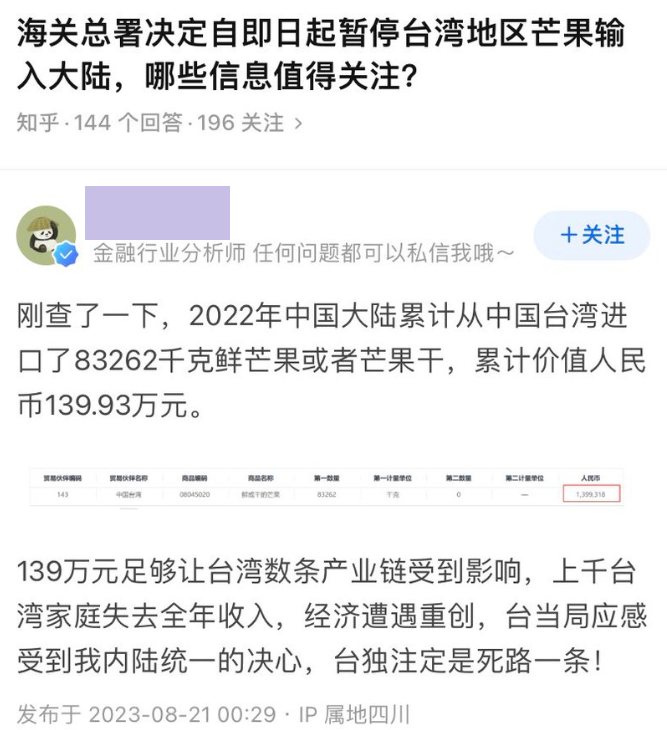 海关总署决定自即日起暂停台湾地区芒果输
入大陆，哪些信息值得关注？
知乎 · 144 个回答 · 196 关注 >
金融行业分析师 任何问题都可以私信我哦～
＋关注
刚查了一下，2022年中国大陆累计从中国台湾进
口了83262千克鲜芒果或者芒果干，累计价值人民
币139.93万元。
贸易伙伴编码 贸易伙伴名称 商品编码 商品名称 第一数量 第一计量单位 第二数量 第二计量单位 人民币
143 中国台湾 08045020 鲜或干的芒果 83262 千克 0 — 1,399,318
139万元足够让台湾数条产业链受到影响，上千台
湾家庭失去全年收入，经济遭遇重创，台当局应感
受到我内陆统一的决心，台独注定是死路一条！
发布于 2023-08-21 00:29 · IP 属地四川